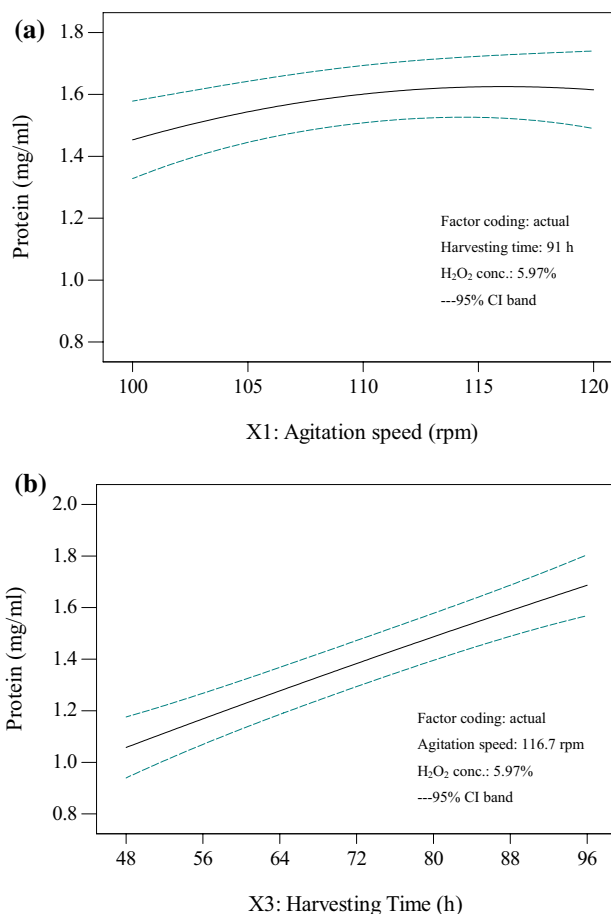 (a)
1.8
1.6
1.4
1.2
1.0
0.8
Protein (mg/ml)
Factor coding: actual
Harvesting time: 91 h
H₂O₂ conc.: 5.97%
---95% CI band
100 105 110 115 120
X1: Agitation speed (rpm)
(b)
2.0
1.8
1.6
1.4
1.2
1.0
0.8
Protein (mg/ml)
Factor coding: actual
Agitation speed: 116.7 rpm
H₂O₂ conc.: 5.97%
---95% CI band
48 56 64 72 80 88 96
X3: Harvesting Time (h)